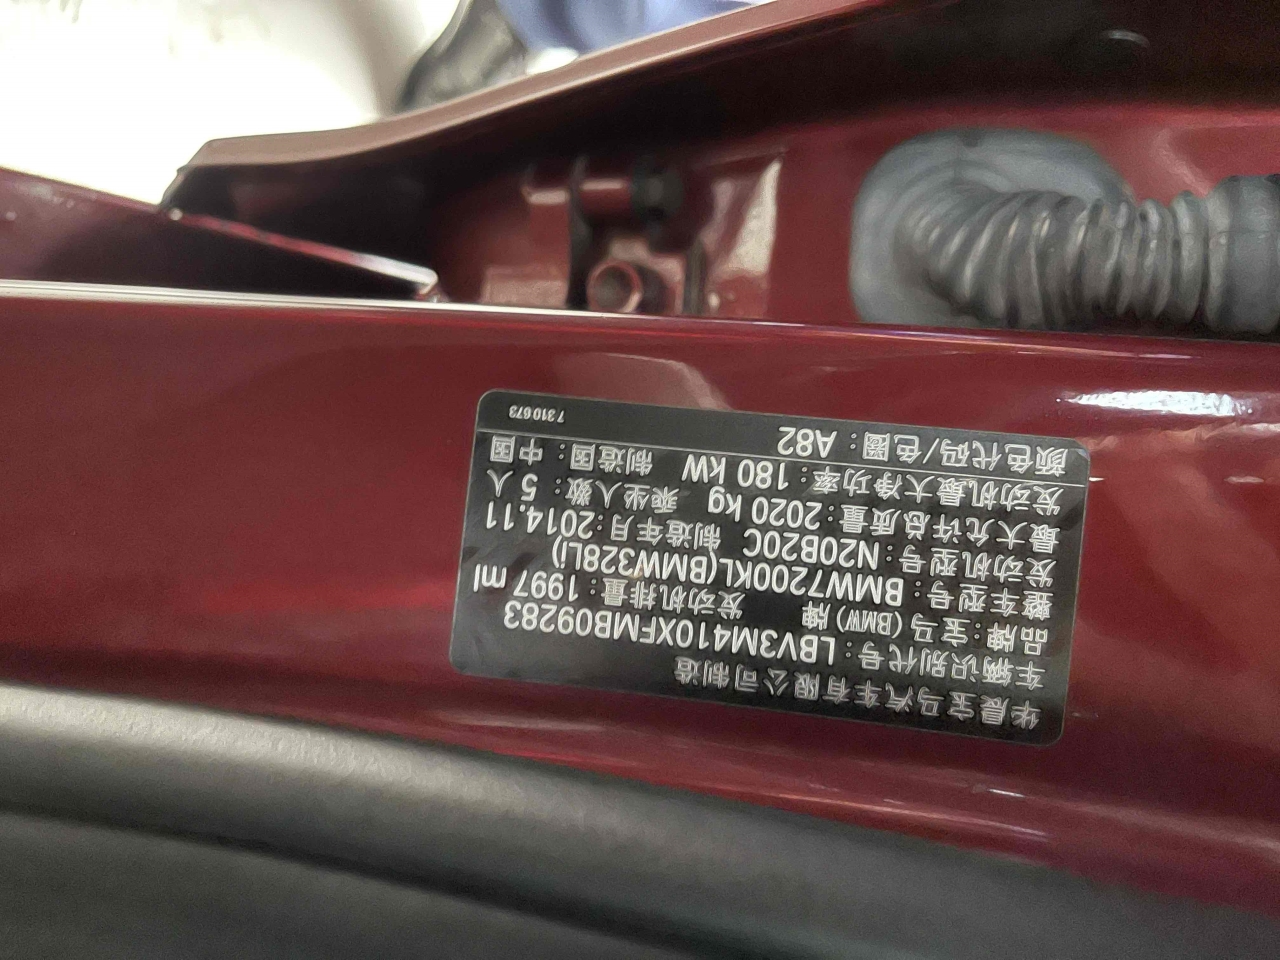 华晨宝马汽车有限公司制造
车辆识别代号：LBV3M410XFMB09283
品牌：宝马(BMW)牌 发动机排量：1997 ml
整车型号：BMW7200KL(BMW328Li)
发动机型号：N20B20C 制造年月：2014.11
最大允许总质量：2020 kg 乘坐人数：5 人
发动机最大净功率：180 kW 制造国：中国
颜色代码/色圈：A82
7310673